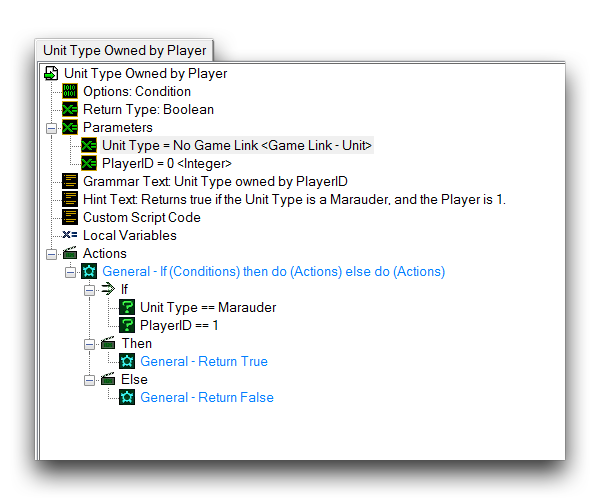 Unit Type Owned by Player
Unit Type Owned by Player
Options: Condition
Return Type: Boolean
Parameters
Unit Type = No Game Link <Game Link - Unit>
PlayerID = 0 <Integer>
Grammar Text: Unit Type owned by PlayerID
Hint Text: Returns true if the Unit Type is a Marauder, and the Player is 1.
Custom Script Code
Local Variables
Actions
General - If (Conditions) then do (Actions) else do (Actions)
If
Unit Type == Marauder
PlayerID == 1
Then
General - Return True
Else
General - Return False